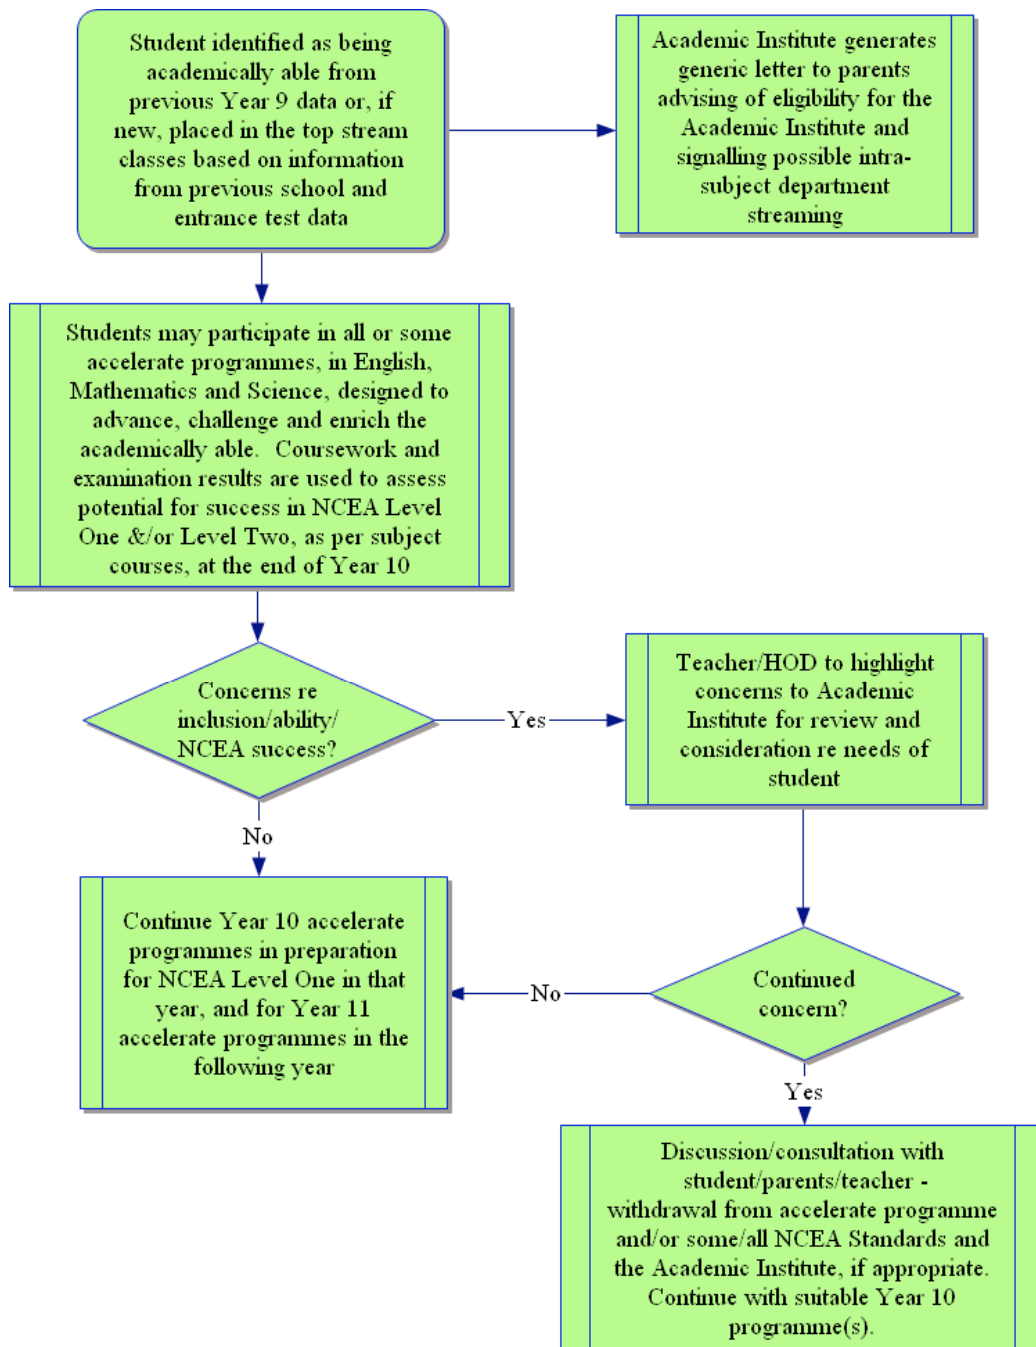 Student identified as being
academically able from
previous Year 9 data or, if
new, placed in the top stream
classes based on information
from previous school and
entrance test data
Academic Institute generates
generic letter to parents
advising of eligibility for the
Academic Institute and
signalling possible intra-
subject department
streaming
Students may participate in all or some
accelerate programmes, in English,
Mathematics and Science, designed to
advance, challenge and enrich the
academically able.  Coursework and
examination results are used to assess
potential for success in NCEA Level
One &/or Level Two, as per subject
courses, at the end of Year 10
Concerns re
inclusion/ability/
NCEA success?
Yes
Teacher/HOD to highlight
concerns to Academic
Institute for review and
consideration re needs of
student
No
Continue Year 10 accelerate
programmes in preparation
for NCEA Level One in that
year, and for Year 11
accelerate programmes in the
following year
No
Continued
concern?
Yes
Discussion/consultation with
student/parents/teacher -
withdrawal from accelerate programme
and/or some/all NCEA Standards and
the Academic Institute, if appropriate.
Continue with suitable Year 10
programme(s).